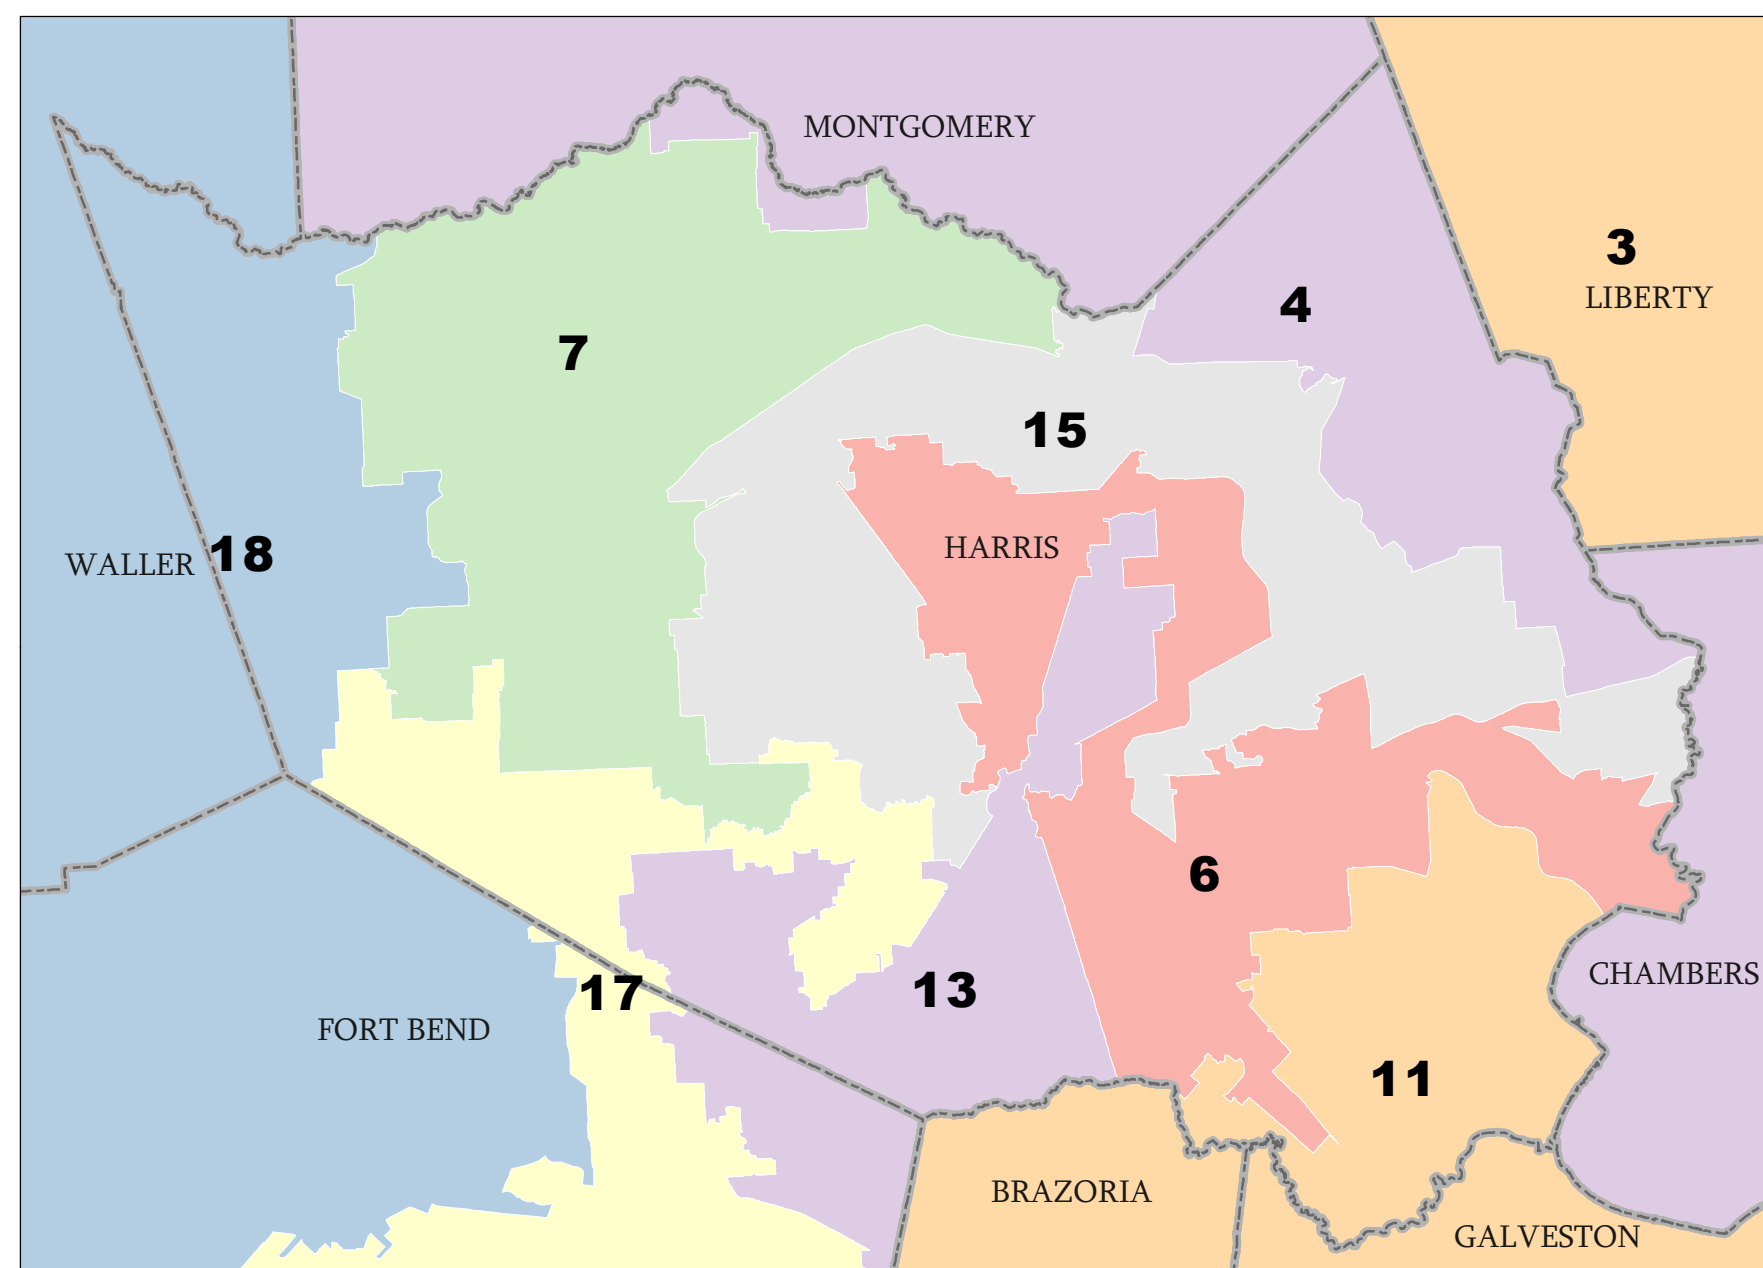 MONTGOMERY
3
LIBERTY
4
7
15
HARRIS
WALLER
18
6
CHAMBERS
17
13
FORT BEND
11
BRAZORIA
GALVESTON